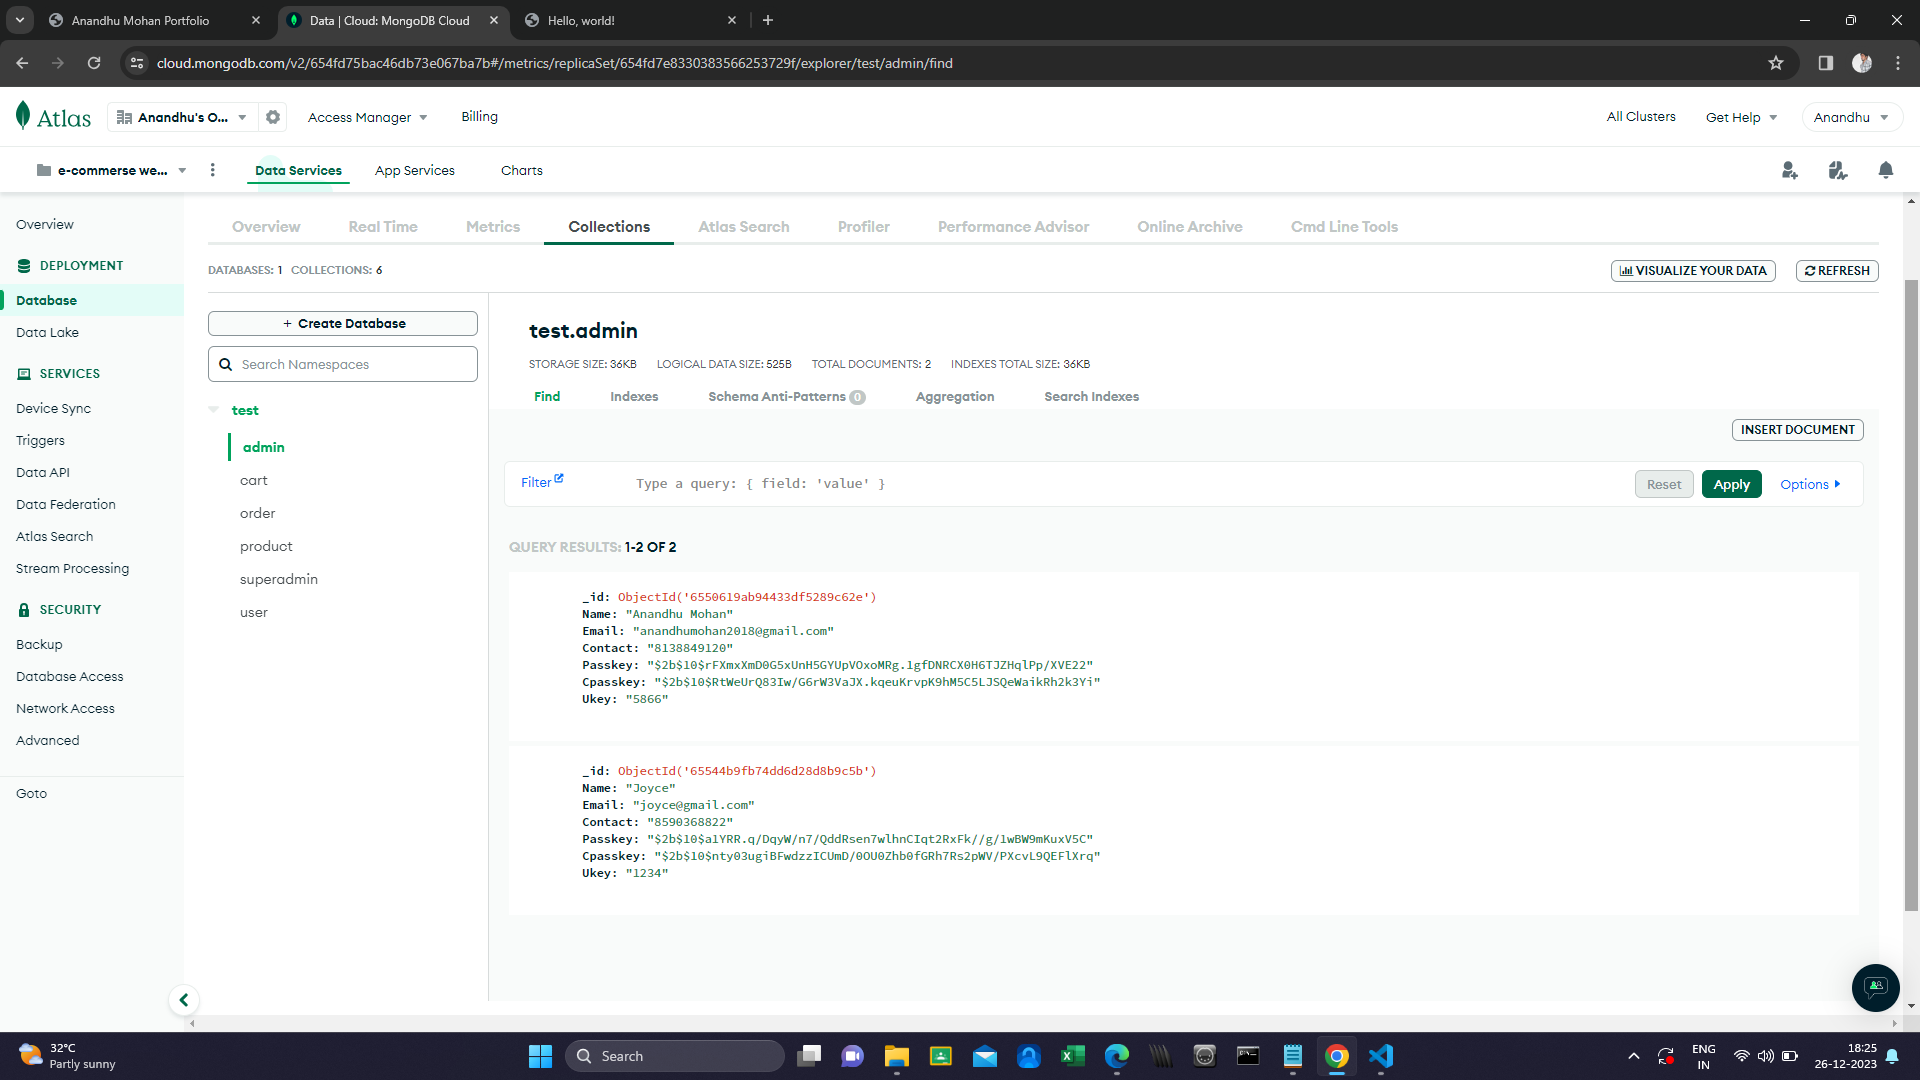 Anandhu Mohan Portfolio
Data | Cloud: MongoDB Cloud
Hello, world!
cloud.mongodb.com/v2/654fd75bac46db73e067ba7b#/metrics/replicaSet/654fd7e8330383566253729f/explorer/test/admin/find
Atlas
Anandhu's O...
Access Manager
Billing
All Clusters
Get Help
Anandhu
e-commerse we...
Data Services
App Services
Charts
Overview
DEPLOYMENT
Database
Data Lake
SERVICES
Device Sync
Triggers
Data API
Data Federation
Atlas Search
Stream Processing
SECURITY
Backup
Database Access
Network Access
Advanced
Goto
Overview
Real Time
Metrics
Collections
Atlas Search
Profiler
Performance Advisor
Online Archive
Cmd Line Tools
DATABASES: 1 COLLECTIONS: 6
VISUALIZE YOUR DATA
REFRESH
+ Create Database
Search Namespaces
test
admin
cart
order
product
superadmin
user
test.admin
STORAGE SIZE: 36KB LOGICAL DATA SIZE: 525B TOTAL DOCUMENTS: 2 INDEXES TOTAL SIZE: 36KB
Find
Indexes
Schema Anti-Patterns 0
Aggregation
Search Indexes
INSERT DOCUMENT
Filter
Type a query: { field: 'value' }
Reset
Apply
Options
QUERY RESULTS: 1-2 OF 2
_id: ObjectId('6550619ab94433df5289c62e')
Name: "Anandhu Mohan"
Email: "anandhumohan2018@gmail.com"
Contact: "8138849120"
Passkey: "$2b$10$rFXmxXmD0G5xUnH5GYUpVOxoMRg.1gfDNRCX0H6TJZHqlPp/XVE22"
Cpasskey: "$2b$10$RtWeUrQ83Iw/G6rW3VaJX.kqeuKrvpK9hM5C5LJSQeWaikRh2k3Yi"
Ukey: "5866"
_id: ObjectId('65544b9fb74dd6d28d8b9c5b')
Name: "Joyce"
Email: "joyce@gmail.com"
Contact: "8590368822"
Passkey: "$2b$10$a1YRR.q/DqyW/n7/QddRsen7wlhnCIqt2RxFk//g/1wBW9mKuxV5C"
Cpasskey: "$2b$10$nty03ugiBFwdzzICUmD/0OU0Zhb0fGRh7Rs2pWV/PXcvL9QEFlXrq"
Ukey: "1234"
32°C
Partly sunny
Search
ENG
IN
18:25
26-12-2023